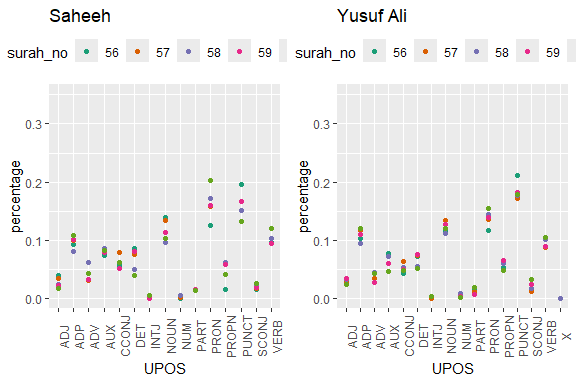 Saheeh
surah_no 56 57 58 59
percentage
0.3
0.2
0.1
0.0
ADJ ADP ADV AUX CCONJ DET INTJ NOUN NUM PART PRON PROPN PUNCT SCONJ VERB
UPOS
Yusuf Ali
surah_no 56 57 58 59
percentage
0.3
0.2
0.1
0.0
ADJ ADP ADV AUX CCONJ DET INTJ NOUN NUM PART PRON PROPN PUNCT SCONJ VERB X
UPOS